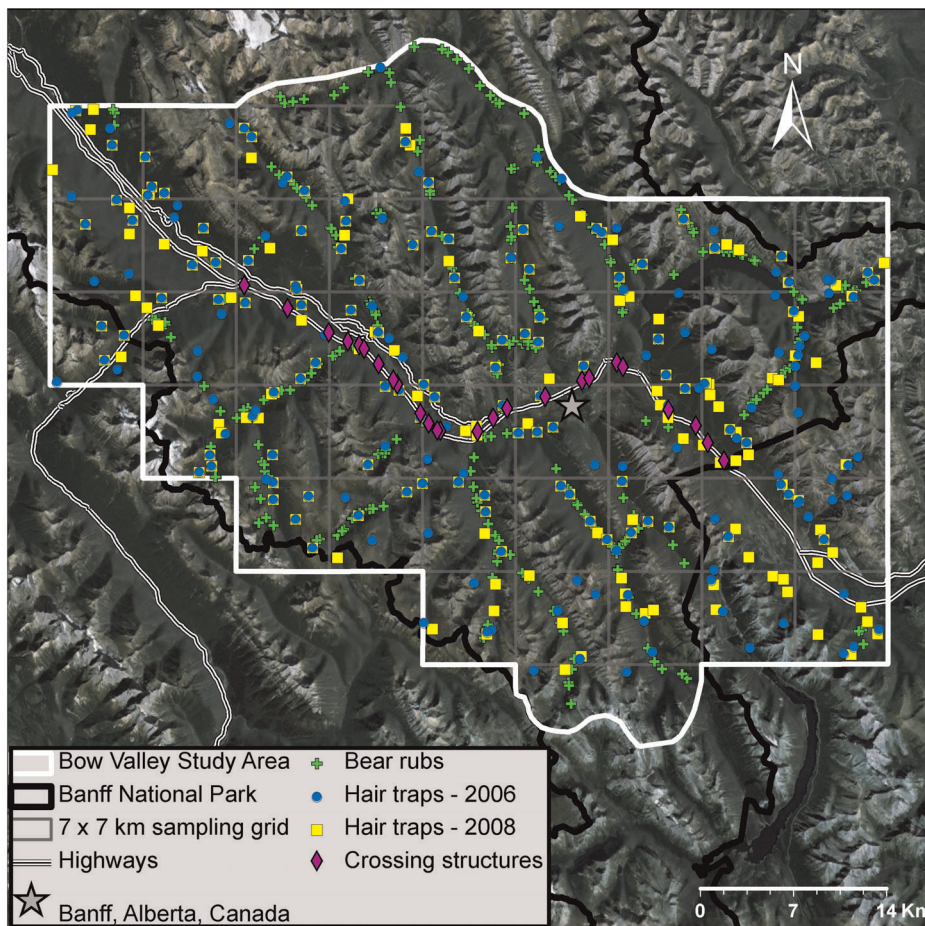 N
Bow Valley Study Area
Bear rubs
Banff National Park
Hair traps - 2006
7 x 7 km sampling grid
Hair traps - 2008
Highways
Crossing structures
Banff, Alberta, Canada
0 7 14 Km